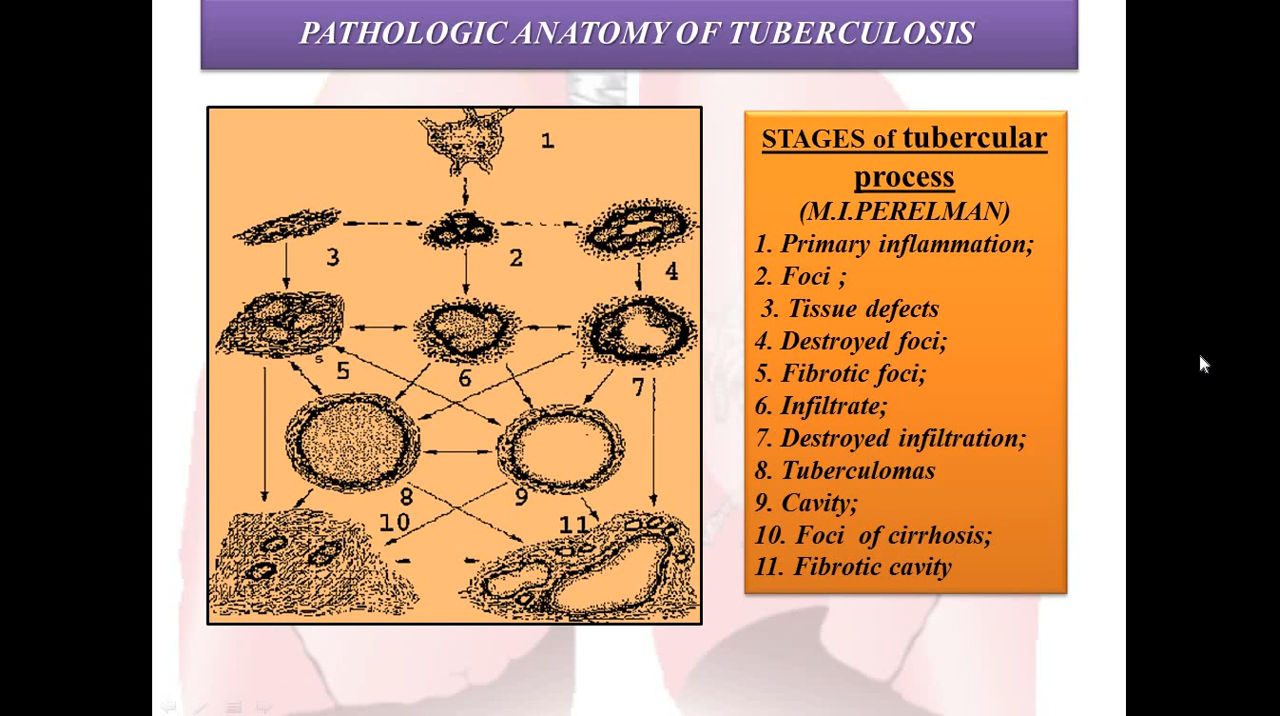 PATHOLOGIC ANATOMY OF TUBERCULOSIS
1
2
3
4
5
s
6
7
8
9
10
11
STAGES of tubercular
process
(M.I.PERELMAN)
1. Primary inflammation;
2. Foci ;
3. Tissue defects
4. Destroyed foci;
5. Fibrotic foci;
6. Infiltrate;
7. Destroyed infiltration;
8. Tuberculomas
9. Cavity;
10. Foci of cirrhosis;
11. Fibrotic cavity